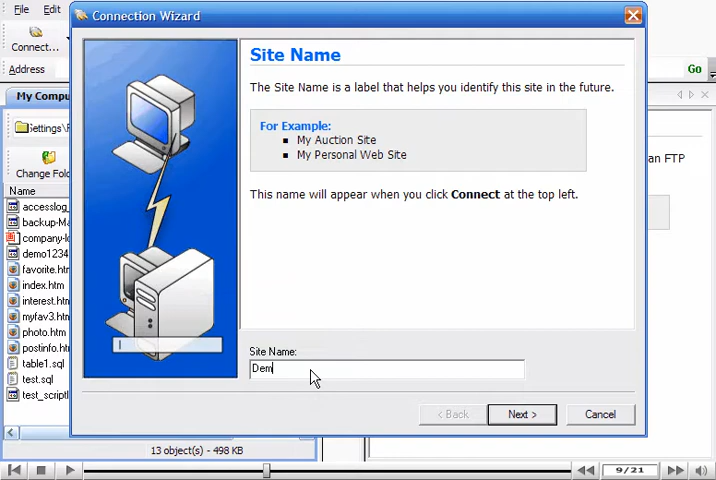 File Edit
Connection Wizard
Connect...
Address
Go
My Compu
Settings\F
Change Fold
Name
accesslog_
backup-Ma
company-lo
demo1234
favorite.htm
index.htm
interest.htm
myfav3.htm
photo.htm
postinfo.htm
table1.sql
test.sql
test_script
13 object(s) - 498 KB
Site Name
The Site Name is a label that helps you identify this site in the future.
For Example:
My Auction Site
My Personal Web Site
This name will appear when you click Connect at the top left.
Site Name:
Dem
< Back Next > Cancel
an FTP
9/21